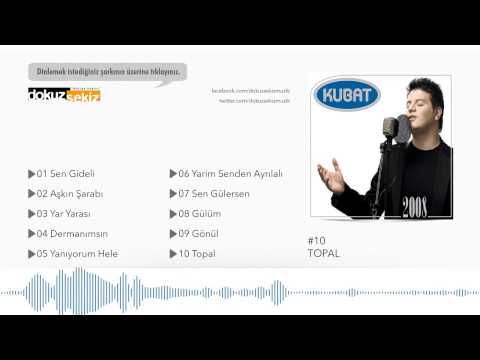 Dinlemek istediğiniz şarkının üzerine tıklayınız.
dokuz sekiz
facebook.com/dokuzsekizmuzik
twitter.com/dokuzsekizmuzik
KUBAT
2008
01 Sen Gideli
02 Aşkın Şarabı
03 Yar Yarası
04 Dermanımsın
05 Yanıyorum Hele
06 Yarim Senden Ayrılalı
07 Sen Gülersen
08 Gülüm
09 Gönül
10 Topal
#10
TOPAL